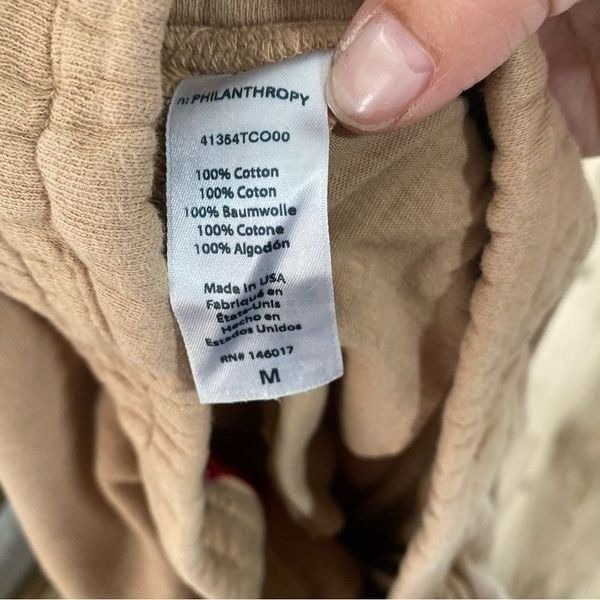 n: PHILANTHROPY
41364TCO00
100% Cotton
100% Coton
100% Baumwolle
100% Cotone
100% Algodón
Made in USA
Fabriqué en
États-Unis
Hecho en
Estados Unidos
RN# 146017
M